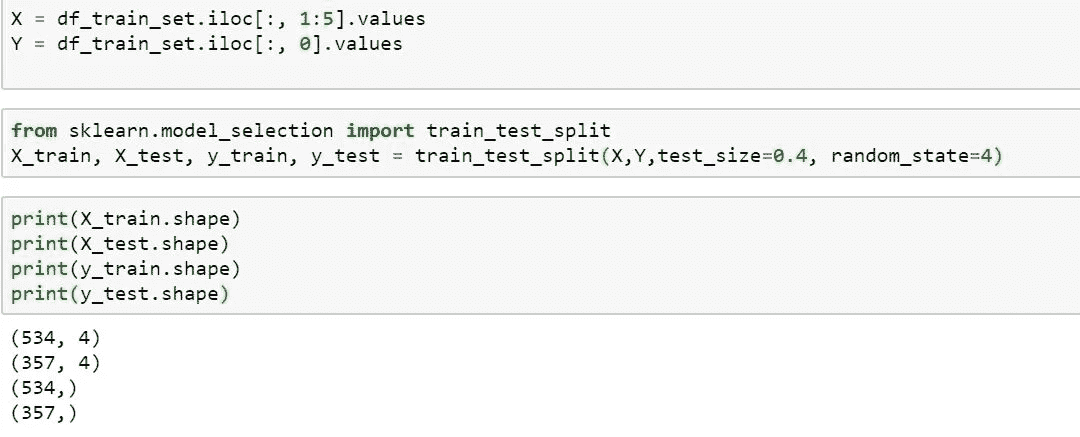 X = df_train_set.iloc[:, 1:5].values
Y = df_train_set.iloc[:, 0].values
from sklearn.model_selection import train_test_split
X_train, X_test, y_train, y_test = train_test_split(X,Y,test_size=0.4, random_state=4)
print(X_train.shape)
print(X_test.shape)
print(y_train.shape)
print(y_test.shape)
(534, 4)
(357, 4)
(534,)
(357,)